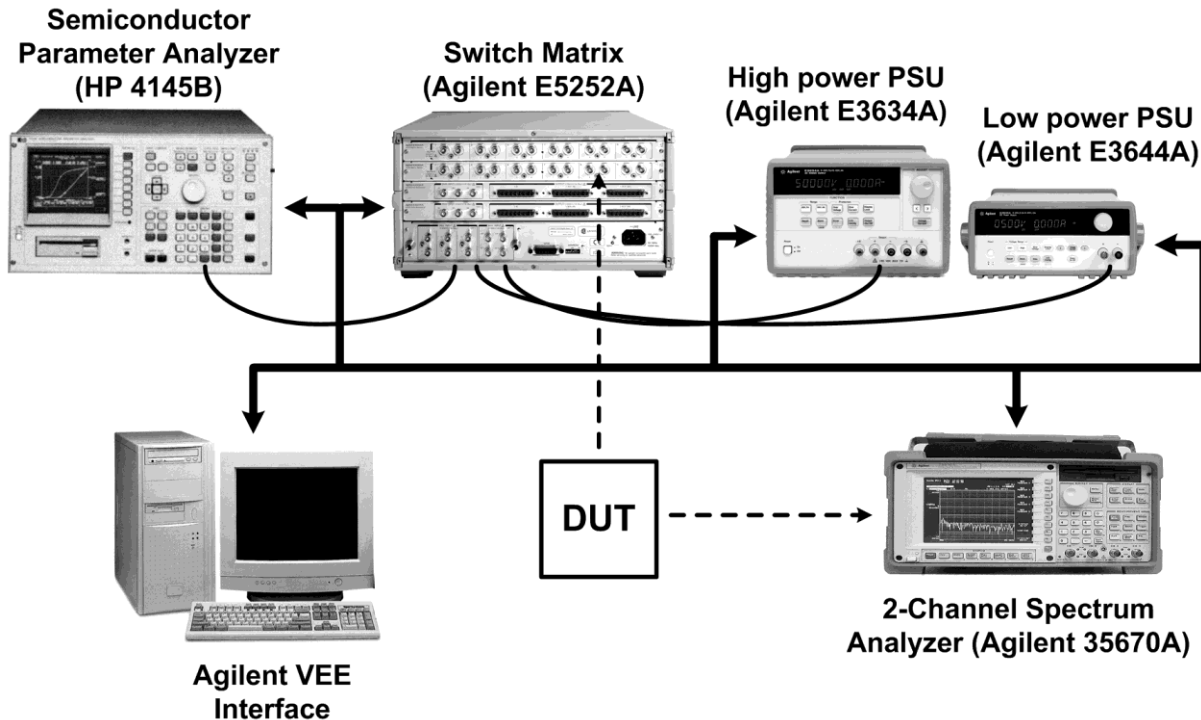 Semiconductor
Parameter Analyzer
(HP 4145B)
Switch Matrix
(Agilent E5252A)
High power PSU
(Agilent E3634A)
Low power PSU
(Agilent E3644A)
Agilent
DUT
2-Channel Spectrum
Analyzer (Agilent 35670A)
Agilent VEE
Interface